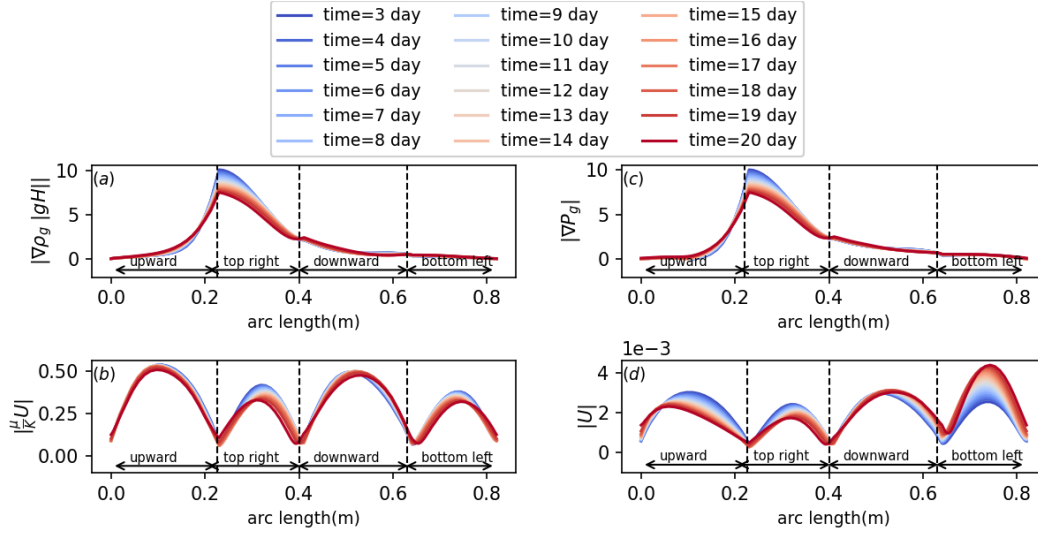 time=3 day time=9 day time=15 day
time=4 day time=10 day time=16 day
time=5 day time=11 day time=17 day
time=6 day time=12 day time=18 day
time=7 day time=13 day time=19 day
time=8 day time=14 day time=20 day
(a)
|∇ρg |gH||
10
5
0
upward top right downward bottom left
0.0 0.2 0.4 0.6 0.8
arc length(m)
(c)
|∇Pg|
10
5
0
upward top right downward bottom left
0.0 0.2 0.4 0.6 0.8
arc length(m)
(b)
|μ/K U|
0.50
0.25
0.00
upward top right downward bottom left
0.0 0.2 0.4 0.6 0.8
arc length(m)
1e−3
(d)
|U|
4
2
0
upward top right downward bottom left
0.0 0.2 0.4 0.6 0.8
arc length(m)